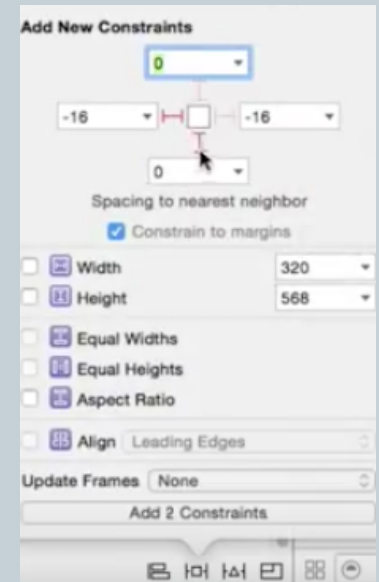 Add New Constraints
0
-16 -16
0
Spacing to nearest neighbor
Constrain to margins
Width 320
Height 568
Equal Widths
Equal Heights
Aspect Ratio
Align Leading Edges
Update Frames None
Add 2 Constraints